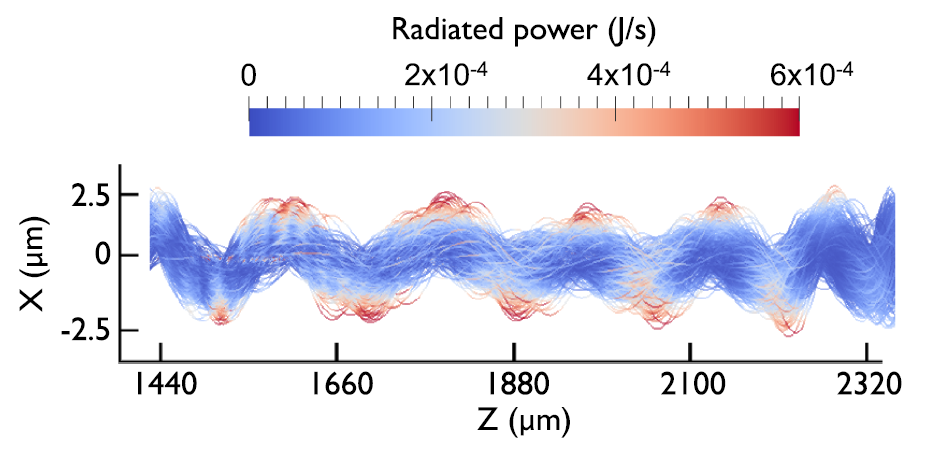 Radiated power (J/s)
0 2x10⁻⁴ 4x10⁻⁴ 6x10⁻⁴
2.5
0
-2.5
X (µm)
1440 1660 1880 2100 2320
Z (µm)